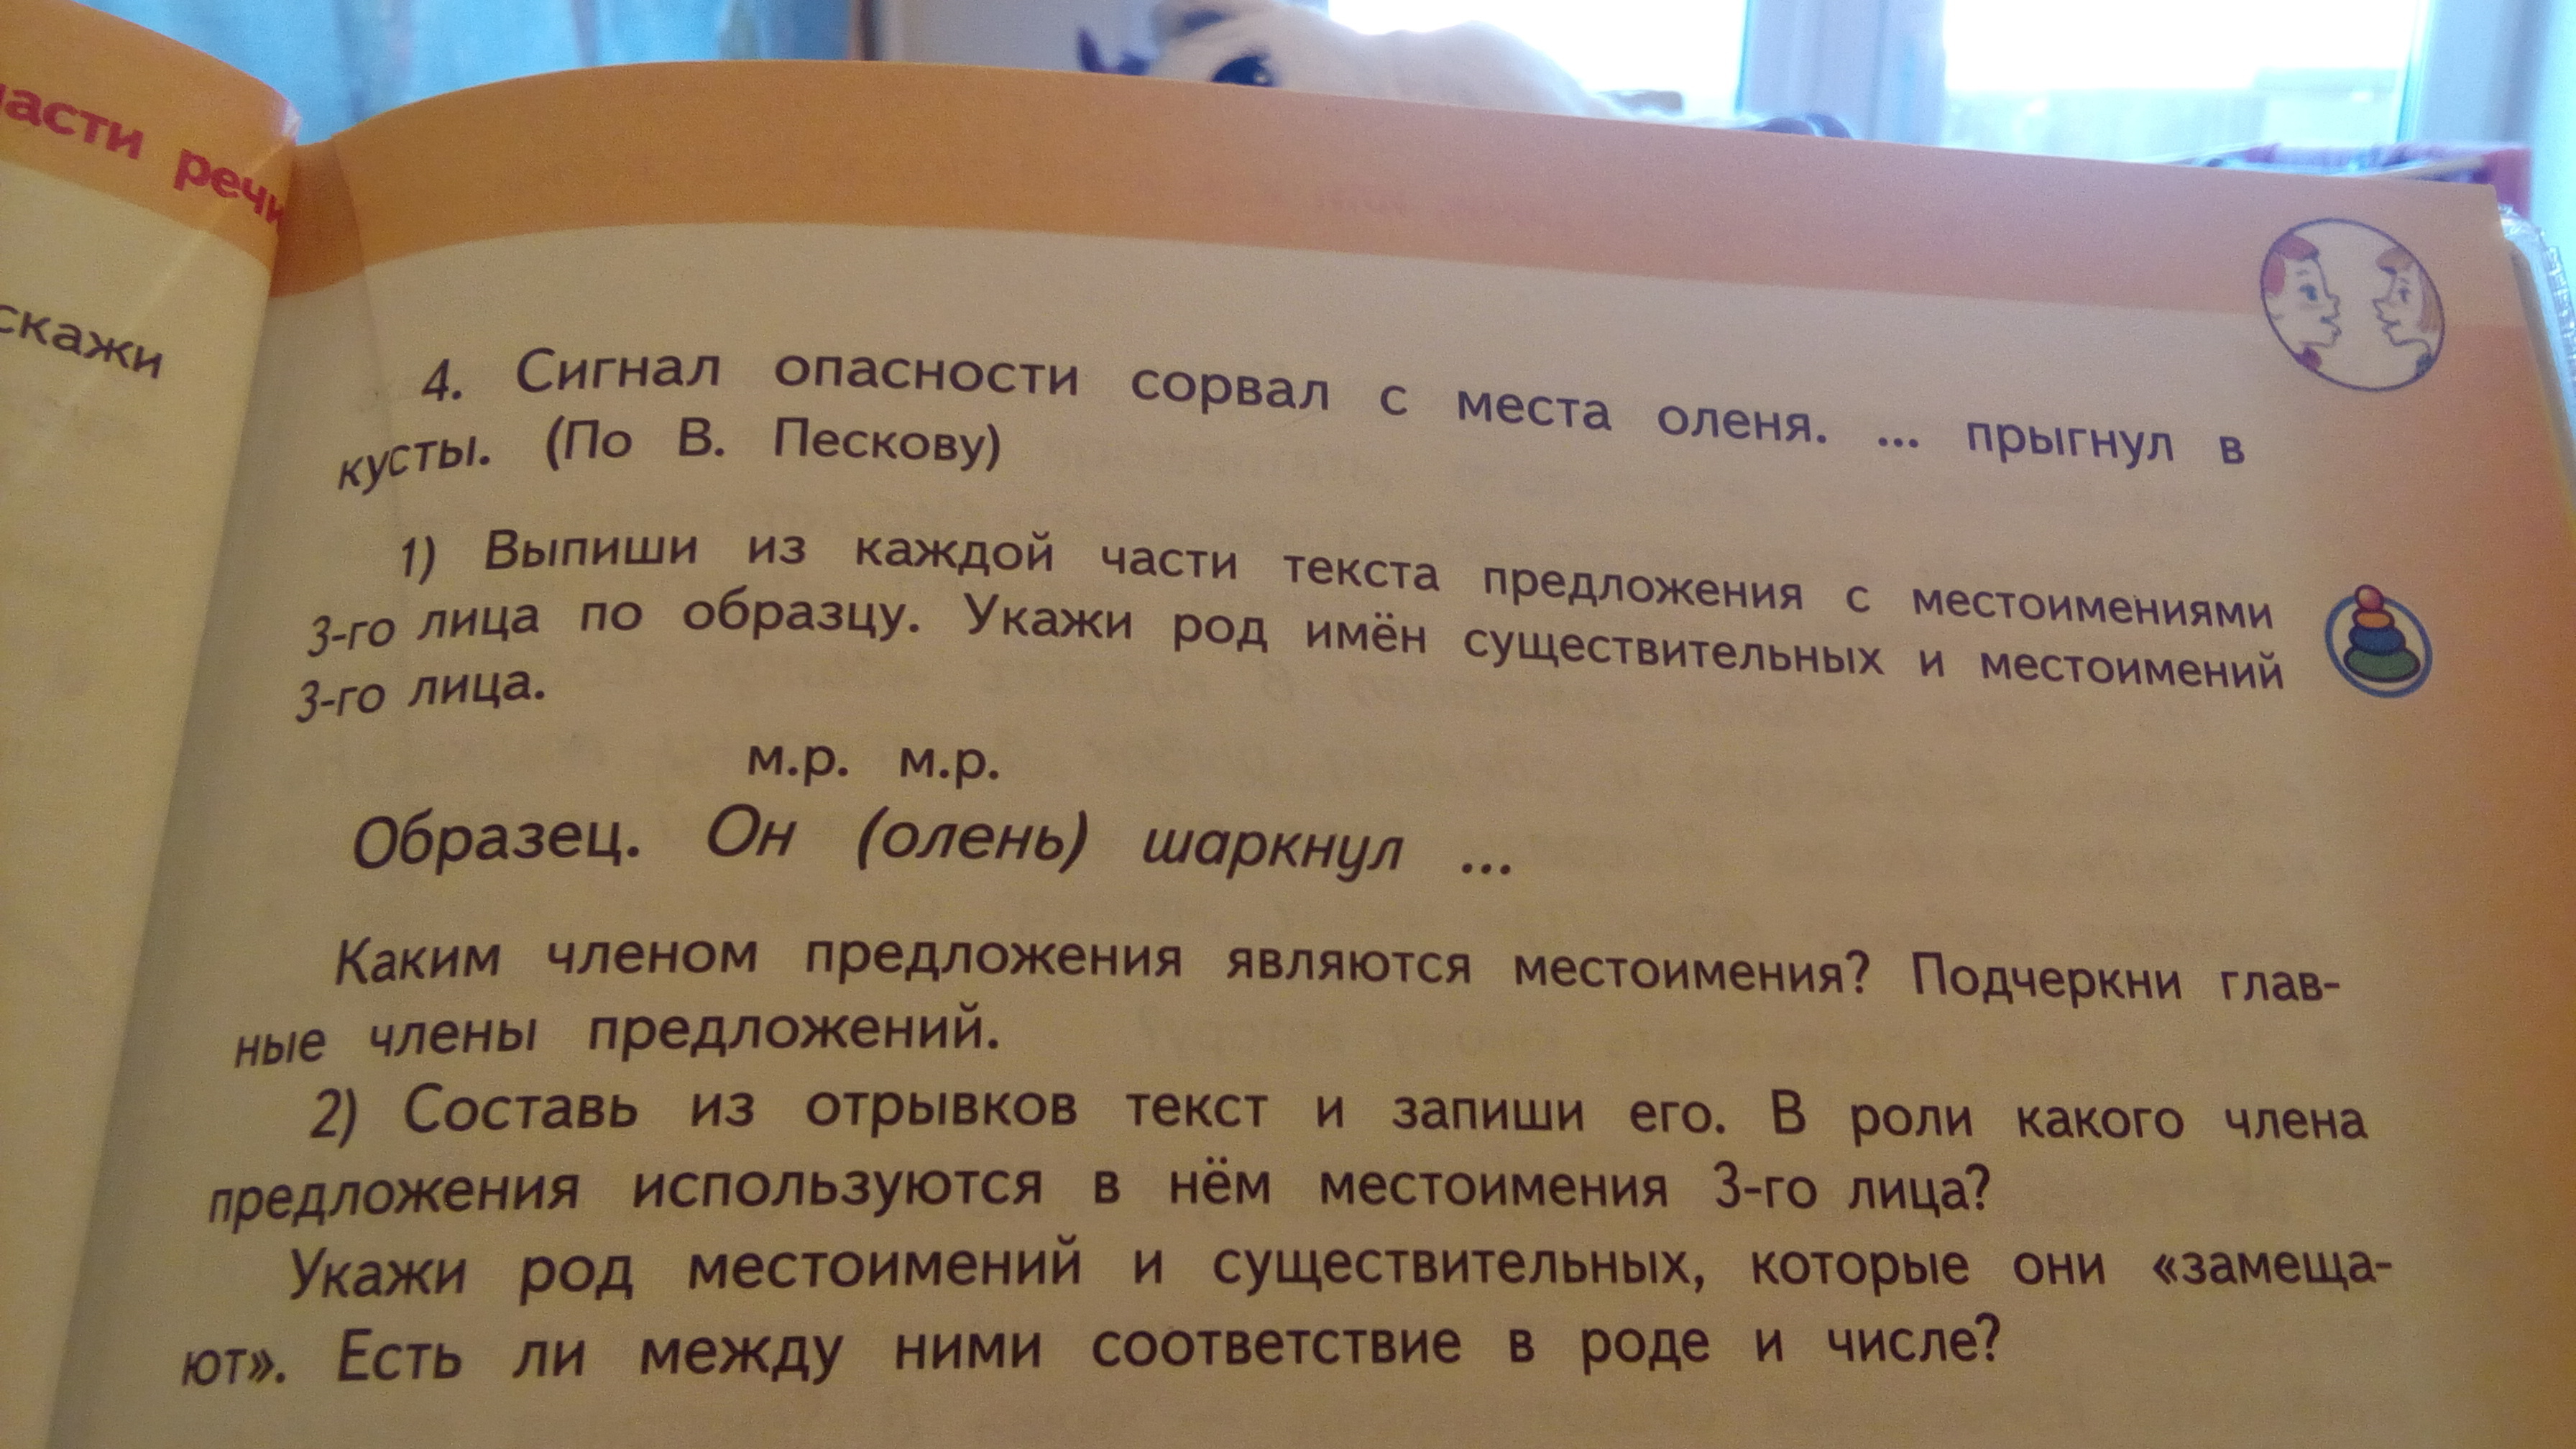 части речи
скажи
4. Сигнал опасности сорвал с места оленя. ... прыгнул в
кусты. (По В. Пескову)
1) Выпиши из каждой части текста предложения с местоимениями
3-го лица по образцу. Укажи род имён существительных и местоимений
3-го лица.
м.р. м.р.
Образец. Он (олень) шаркнул ...
Каким членом предложения являются местоимения? Подчеркни глав-
ные члены предложений.
2) Составь из отрывков текст и запиши его. В роли какого члена
предложения используются в нём местоимения 3-го лица?
Укажи род местоимений и существительных, которые они «замеща-
ют». Есть ли между ними соответствие в роде и числе?